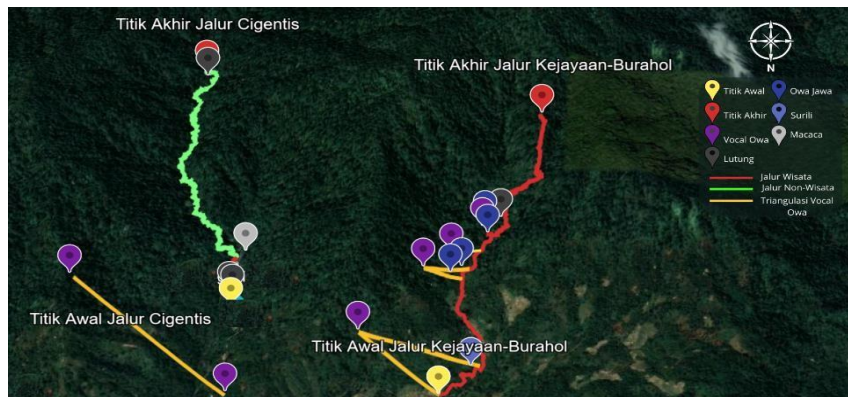 Titik Akhir Jalur Cigentis
Titik Akhir Jalur Kejayaan-Burahol
N
Titik Awal
Owa Jawa
Titik Akhir
Surili
Vocal Owa
Macaca
Lutung
Jalur Wisata
Jalur Non-Wisata
Triangulasi Vocal
Owa
Titik Awal Jalur Cigentis
Titik Awal Jalur Kejayaan-Burahol